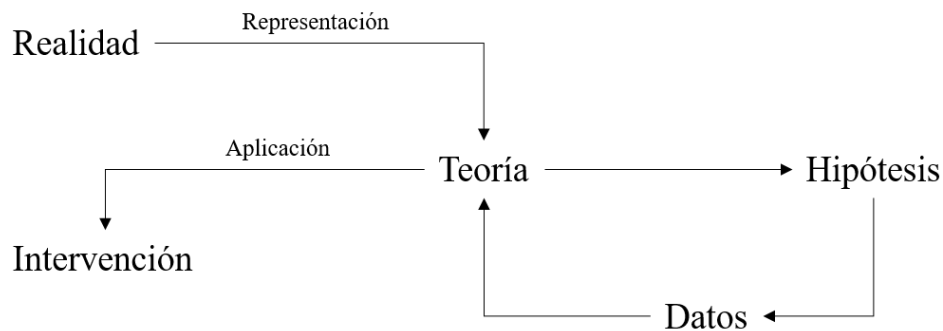 Representación
Realidad
Aplicación
Teoría
Hipótesis
Intervención
Datos